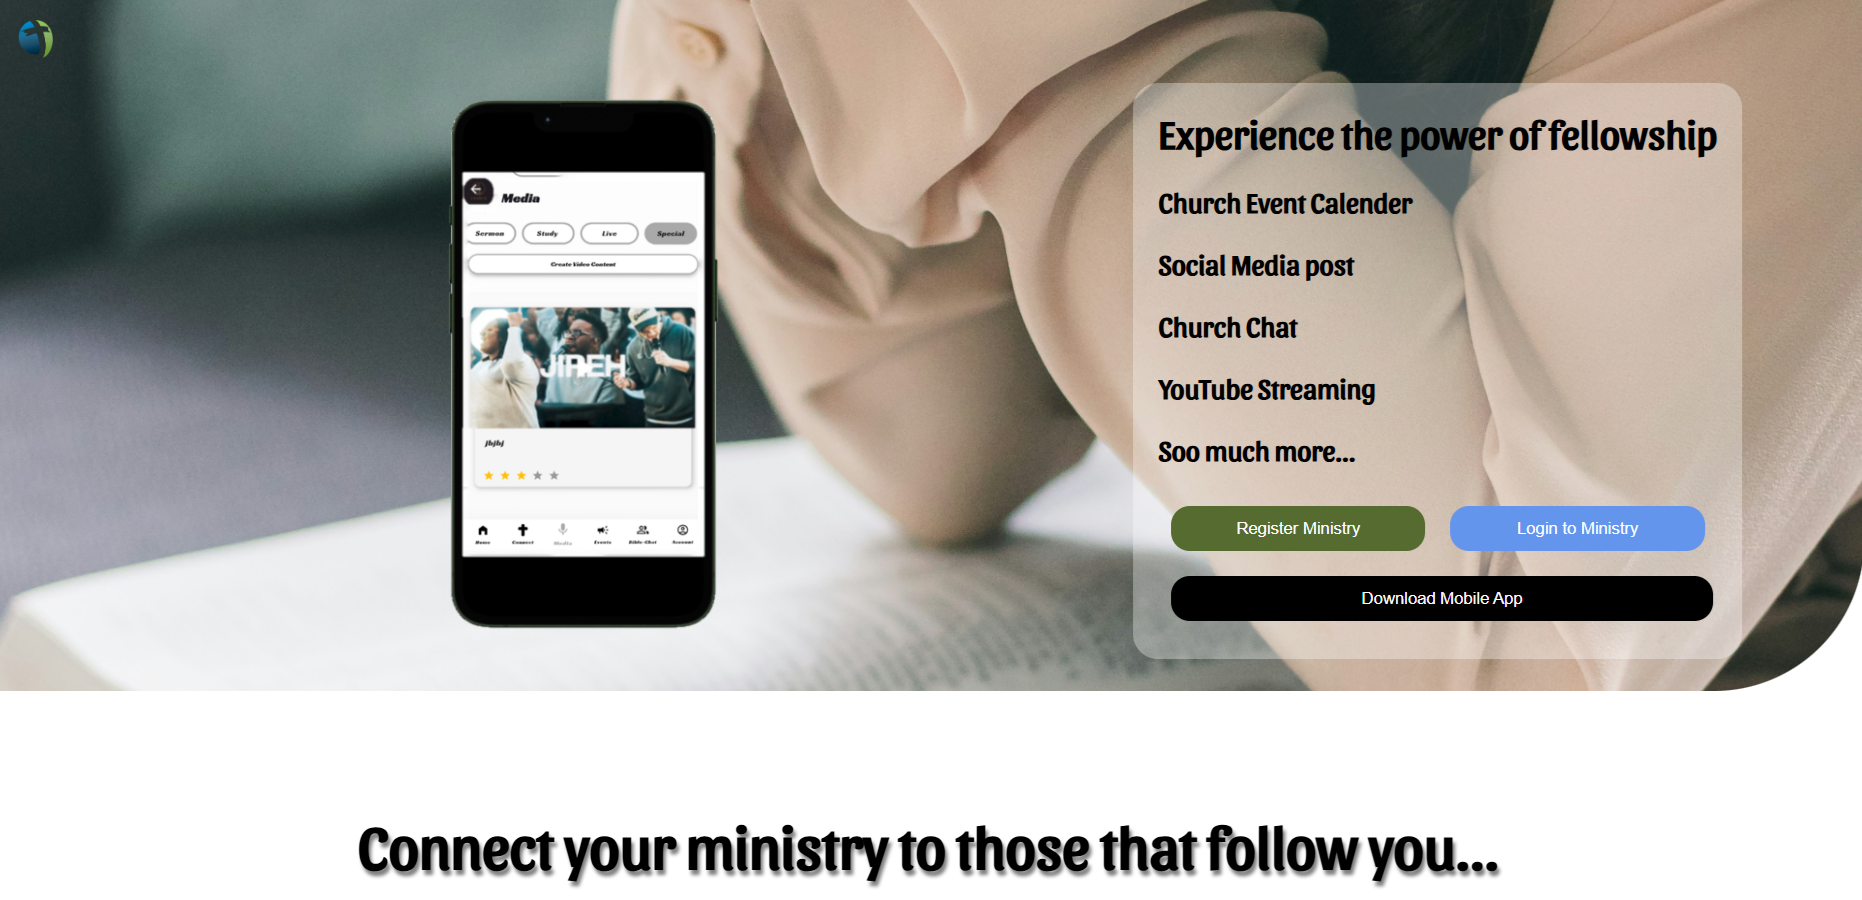 Media
Sermon Study Live Special
Create Video Content
JIREH
jhjhj
Home Connect Media Events Bible-Chat Account
Experience the power of fellowship
Church Event Calender
Social Media post
Church Chat
YouTube Streaming
Soo much more...
Register Ministry Login to Ministry
Download Mobile App
Connect your ministry to those that follow you...